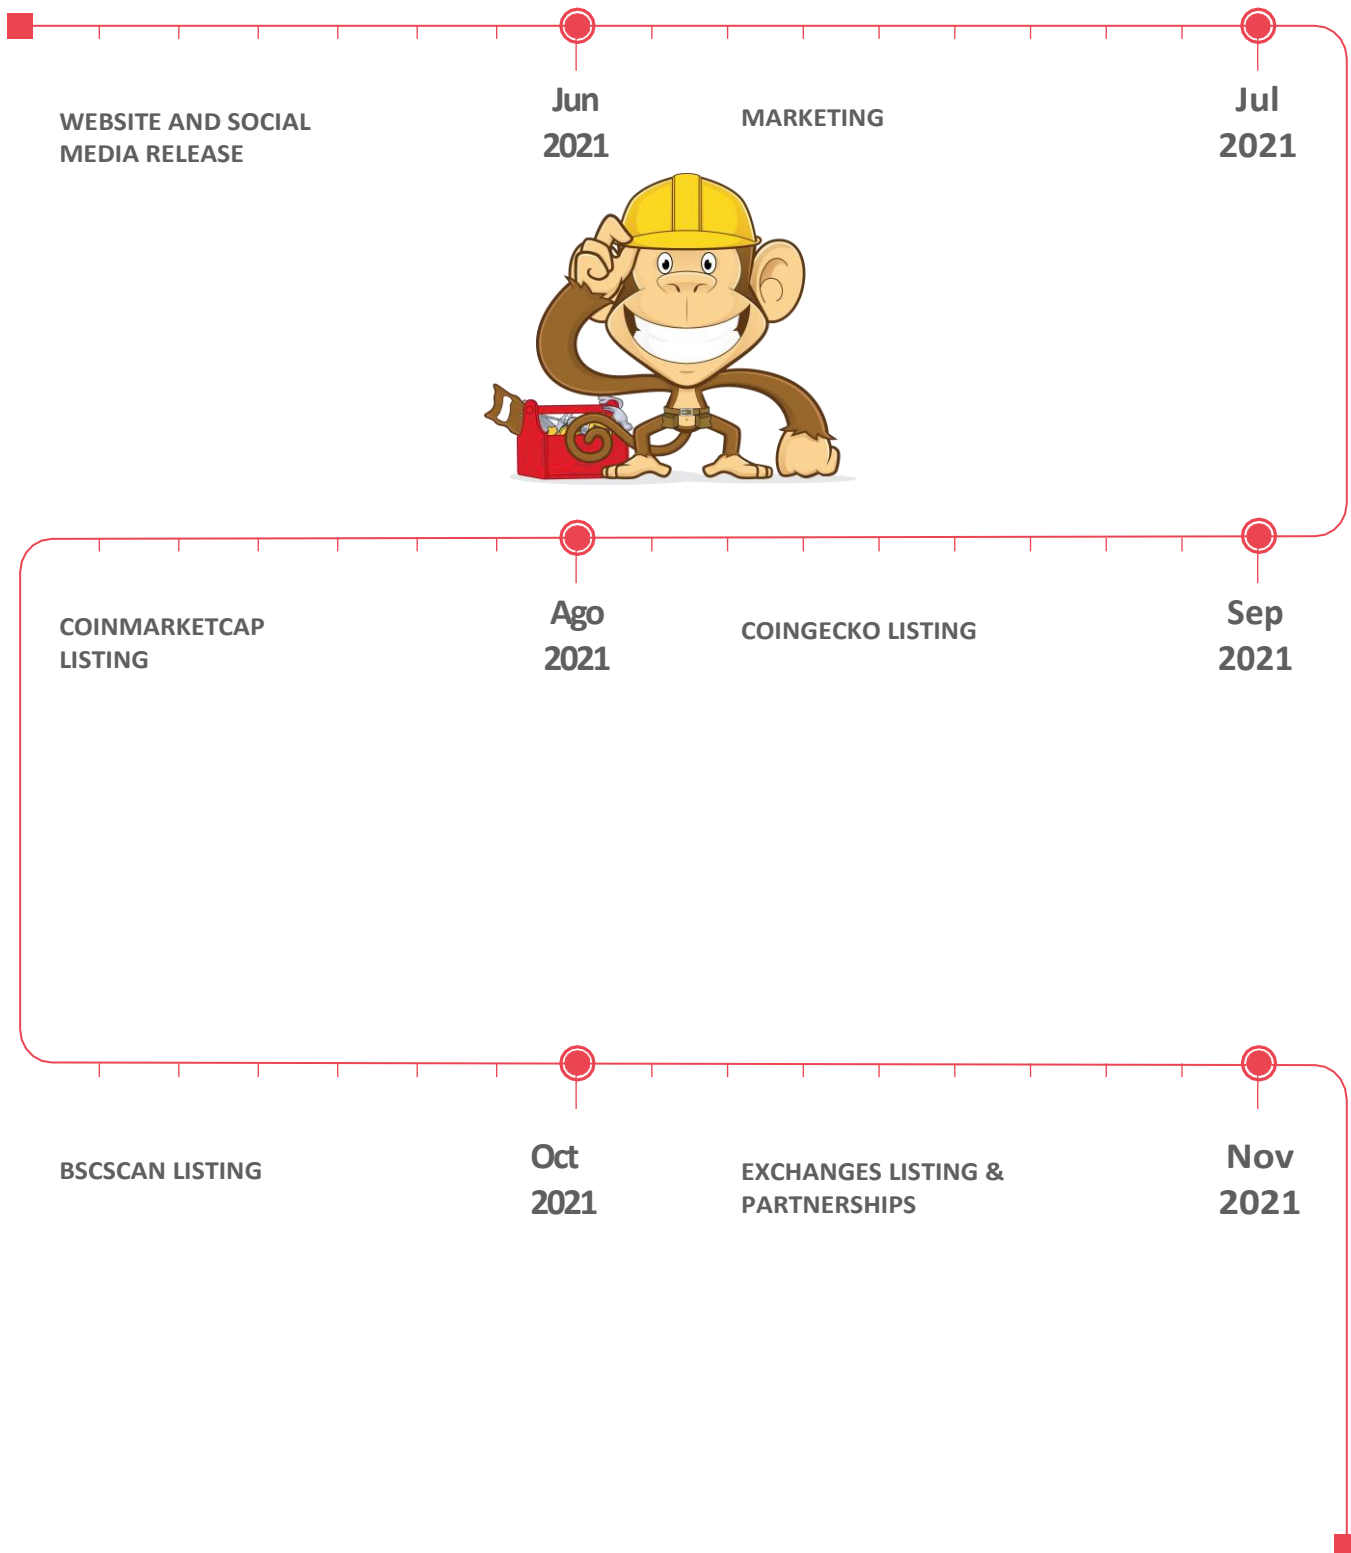 WEBSITE AND SOCIAL
MEDIA RELEASE
Jun
2021
MARKETING
Jul
2021
COINMARKETCAP
LISTING
Ago
2021
COINGECKO LISTING
Sep
2021
BSCSCAN LISTING
Oct
2021
EXCHANGES LISTING &
PARTNERSHIPS
Nov
2021